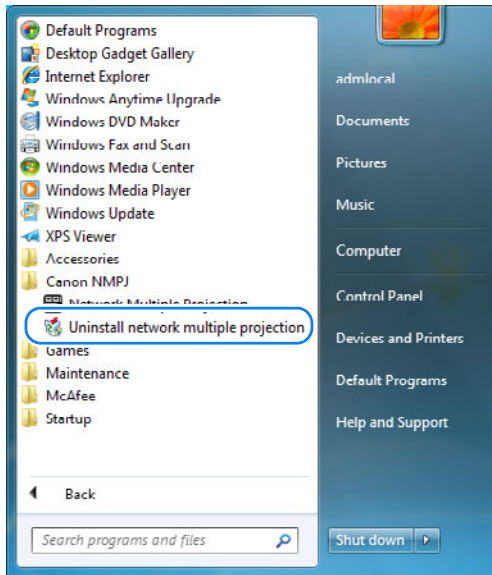 Default Programs
Desktop Gadget Gallery
Internet Explorer
Windows Anytime Upgrade
Windows DVD Maker
Windows Fax and Scan
Windows Media Center
Windows Media Player
Windows Update
XPS Viewer
Accessories
Canon NMPJ
Network Multiple Projection
Uninstall network multiple projection
Games
Maintenance
McAfee
Startup
Back
Search programs and files
admlocal
Documents
Pictures
Music
Computer
Control Panel
Devices and Printers
Default Programs
Help and Support
Shut down